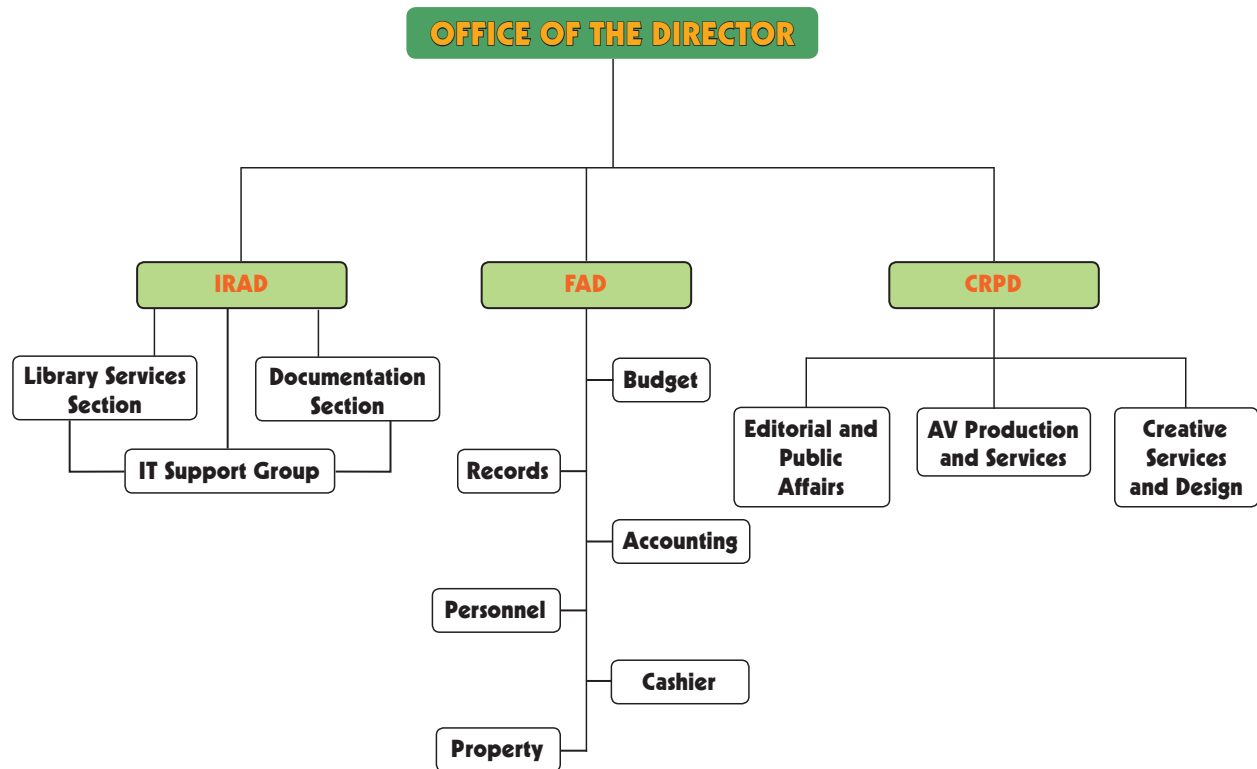 OFFICE OF THE DIRECTOR
IRAD
FAD
CRPD
Library Services
Section
Documentation
Section
IT Support Group
Budget
Records
Accounting
Personnel
Cashier
Property
Editorial and
Public
Affairs
AV Production
and Services
Creative
Services
and Design